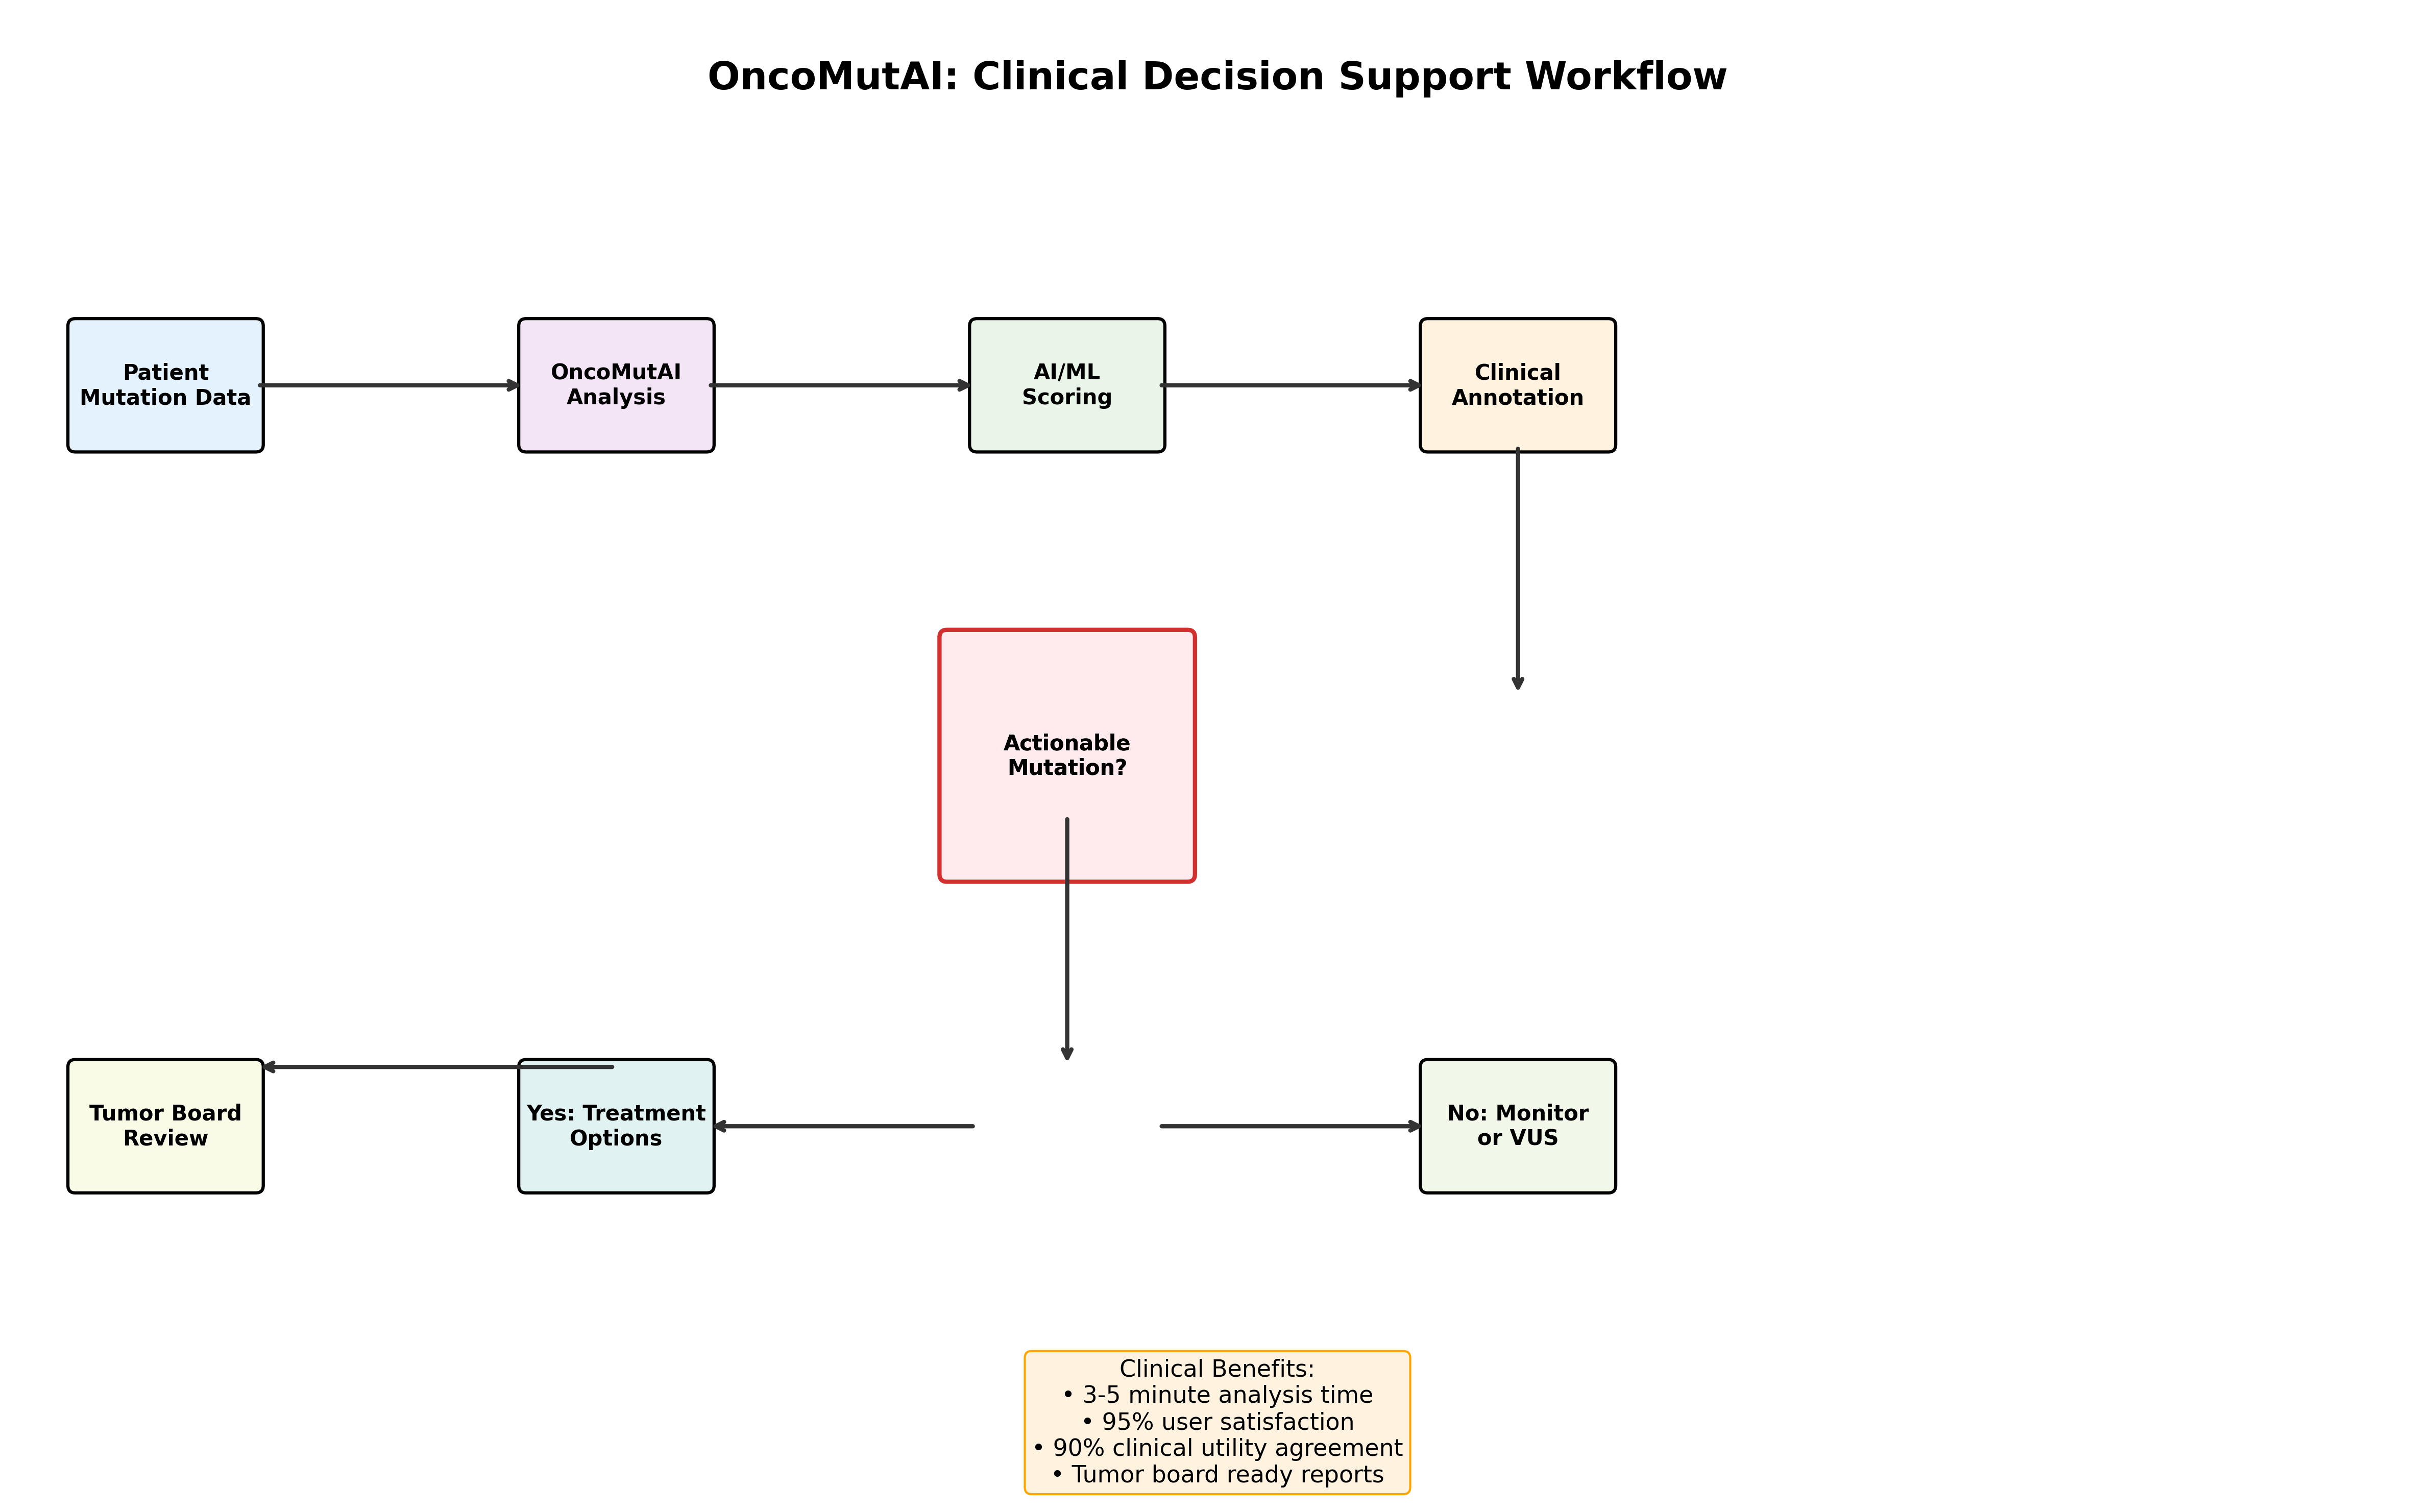 OncoMutAI: Clinical Decision Support Workflow
Patient
Mutation Data
OncoMutAI
Analysis
AI/ML
Scoring
Clinical
Annotation
Actionable
Mutation?
Tumor Board
Review
Yes: Treatment
Options
No: Monitor
or VUS
Clinical Benefits:
• 3-5 minute analysis time
• 95% user satisfaction
• 90% clinical utility agreement
• Tumor board ready reports